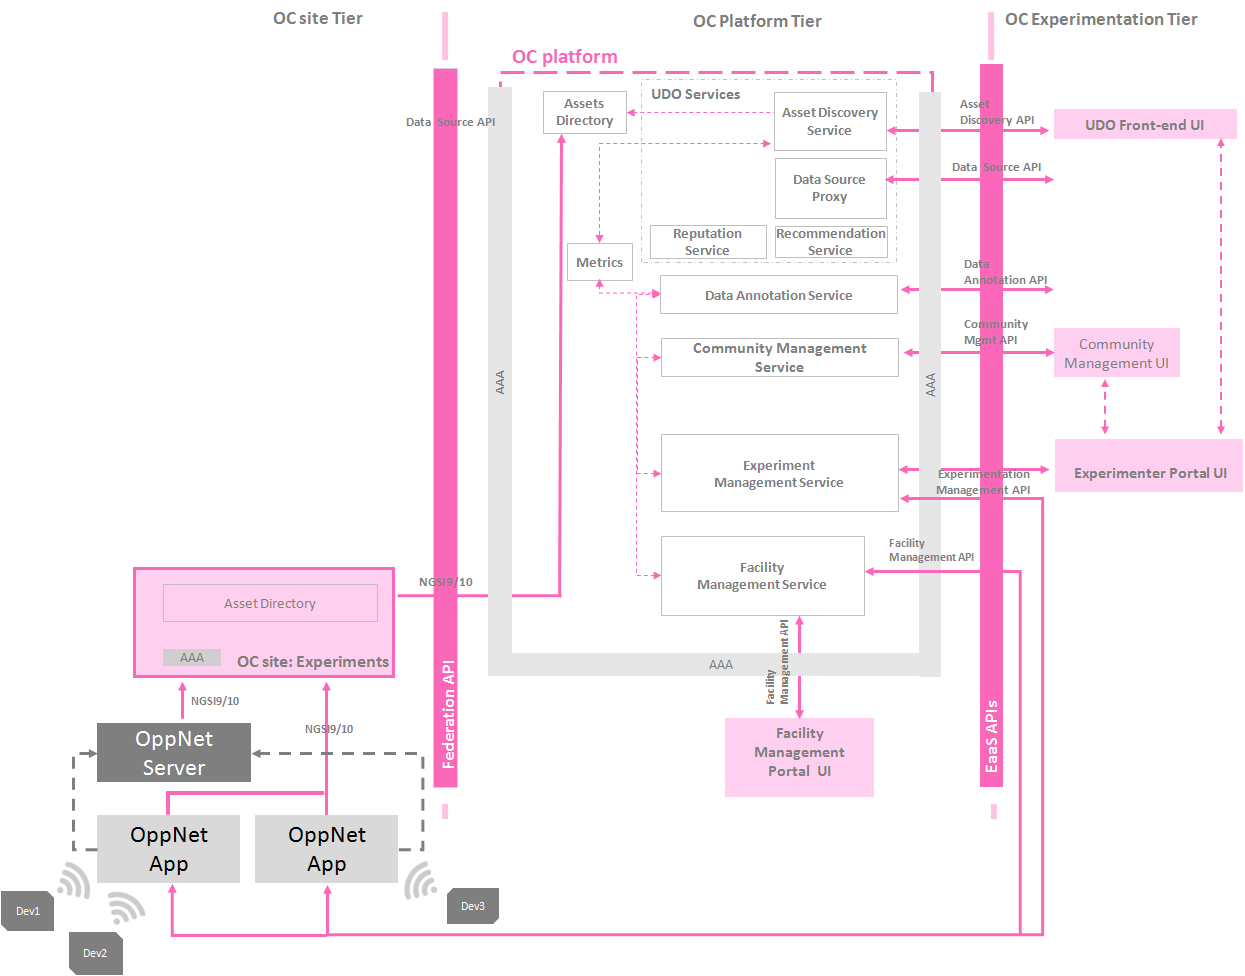 OC site Tier
OC Platform Tier
OC Experimentation Tier
OC platform
Data Source API
Assets
Directory
UDO Services
Asset Discovery
Service
Asset
Discovery API
UDO Front-end UI
Data Source
Proxy
Data Source API
Reputation
Service
Recommendation
Service
Metrics
Data Annotation Service
Data
Annotation API
Community Management
Service
Community
Mgmt API
Community
Management UI
AAA
AAA
Experiment
Management Service
Experimentation
Management API
Experimenter Portal UI
Facility
Management Service
Facility
Management API
NGSI9/10
Asset Directory
AAA
OC site: Experiments
AAA
Facility
Management API
Federation API
EaaS APIs
NGSI9/10
NGSI9/10
OppNet
Server
Facility
Management
Portal UI
OppNet
App
OppNet
App
Dev1
Dev2
Dev3